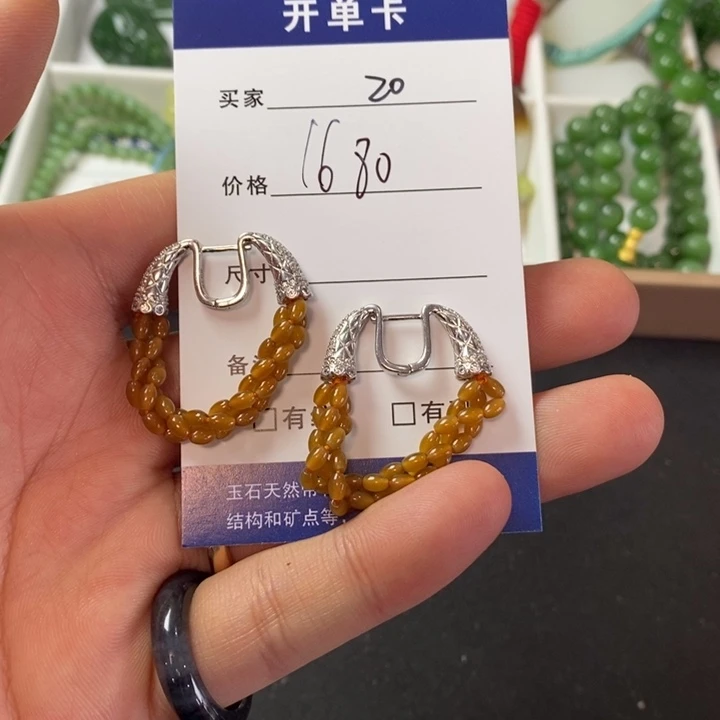 开单卡
买家 20
价格 1680
尺寸
备
有 有
玉石天然带
结构和矿点等